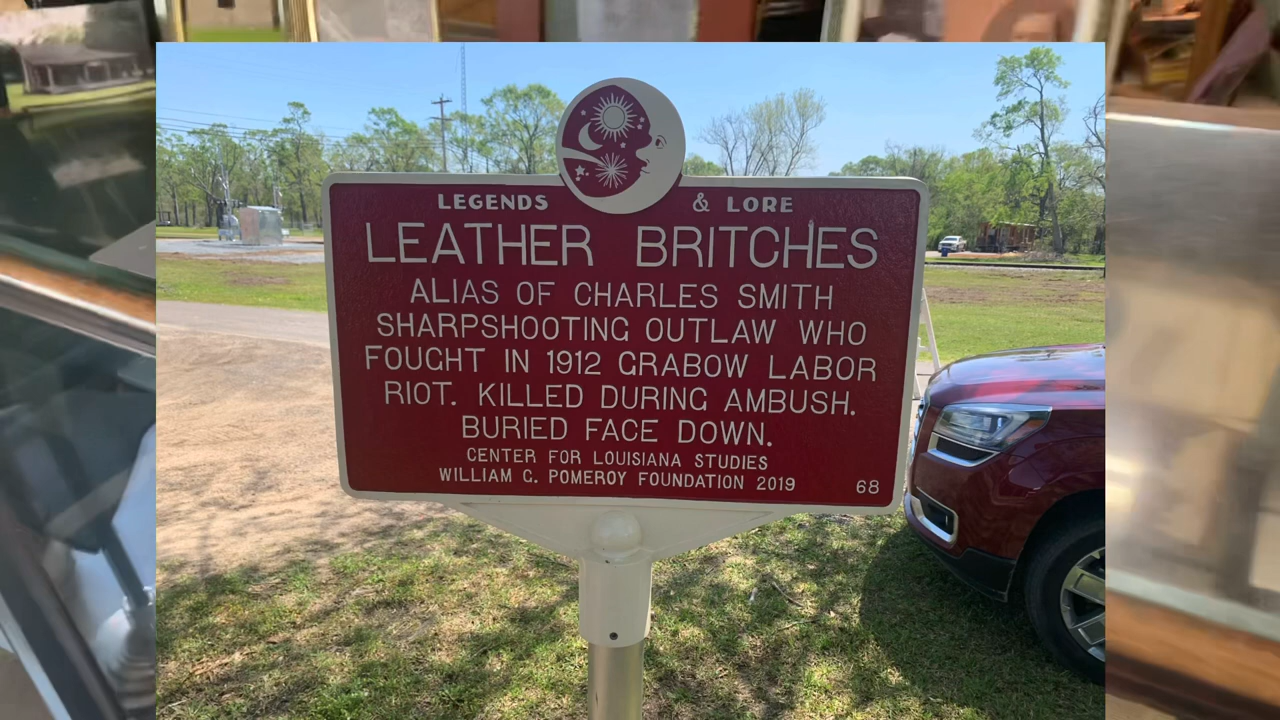 LEGENDS & LORE
LEATHER BRITCHES
ALIAS OF CHARLES SMITH
SHARPSHOOTING OUTLAW WHO
FOUGHT IN 1912 GRABOW LABOR
RIOT. KILLED DURING AMBUSH.
BURIED FACE DOWN.
CENTER FOR LOUISIANA STUDIES
WILLIAM G. POMEROY FOUNDATION 2019 68